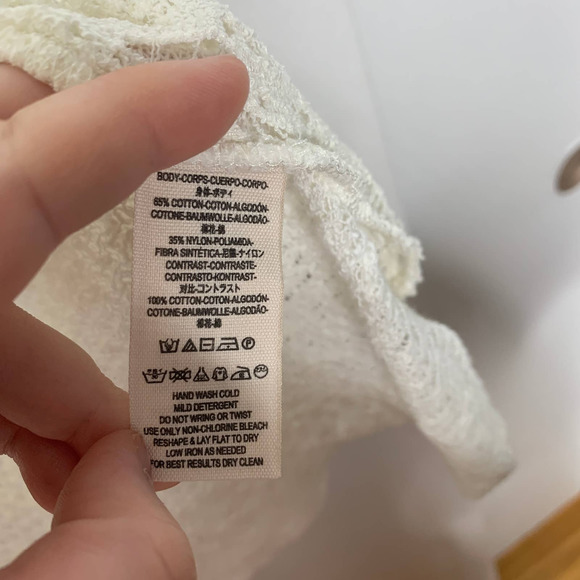 BODY-CORPS-CUERPO-CORPO-
身体-ボディ
65% COTTON-COTON-ALGODÓN-
COTONE-BAUMWOLLE-ALGODÃO-
棉花-綿
35% NYLON-POLIAMIDA-
FIBRA SINTÉTICA-尼龍-ナイロン
CONTRAST-CONTRASTE-
CONTRASTO-KONTRAST-
对比-コントラスト
100% COTTON-COTON-ALGODÓN-
COTONE-BAUMWOLLE-ALGODÃO-
棉花-綿
HAND WASH COLD
MILD DETERGENT
DO NOT WRING OR TWIST
USE ONLY NON-CHLORINE BLEACH
RESHAPE & LAY FLAT TO DRY
LOW IRON AS NEEDED
FOR BEST RESULTS DRY CLEAN